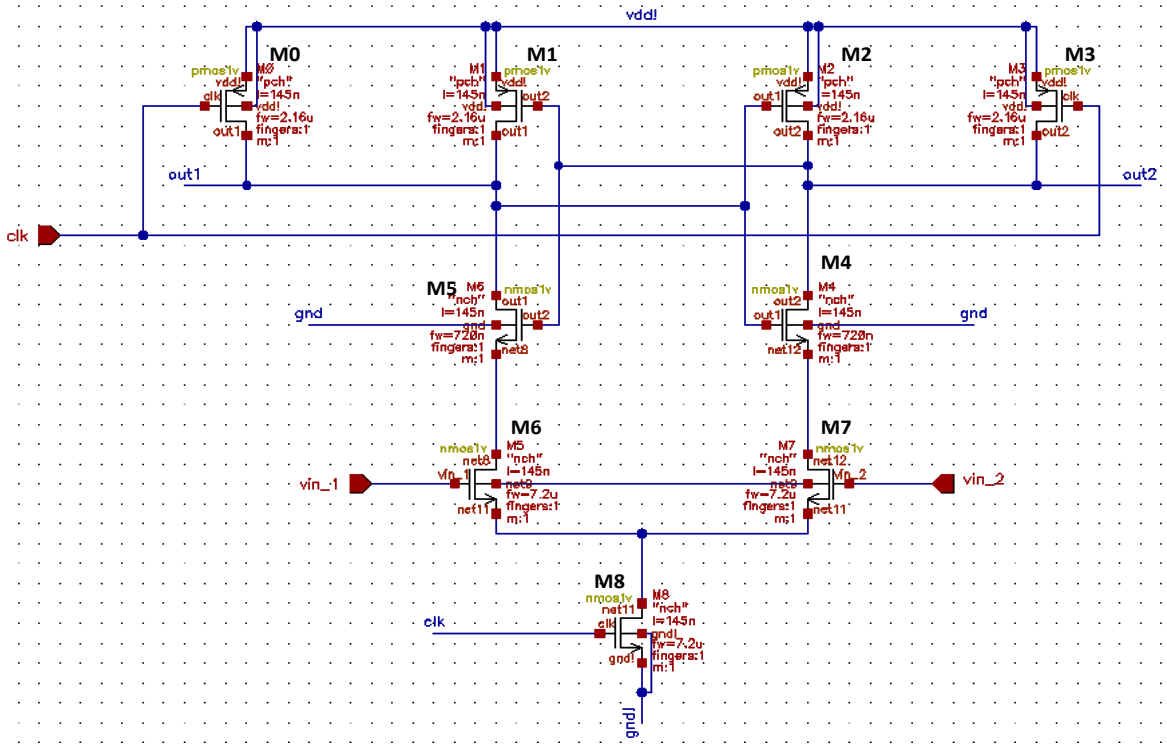 vdd!
M0
M1
M2
M3
pmos1v
M0
"pch"
vdd!
l=145n
clk
vdd!
fw=2.16u
fingers:1
out1
m:1
M1
pmos1v
"pch"
vdd!
l=145n
out2
vdd!
fw=2.16u
fingers:1
out1
m:1
pmos1v
M2
"pch"
vdd!
l=145n
out1
vdd!
fw=2.16u
fingers:1
out2
m:1
M3
pmos1v
"pch"
vdd!
l=145n
clk
vdd!
fw=2.16u
fingers:1
out2
m:1
out1
out2
clk
M5
M4
M6
nmos1v
"nch"
out1
l=145n
gnd
out2
fw=720n
fingers:1
net8
m:1
nmos1v
M4
"nch"
out2
l=145n
out1
gnd
gnd
fw=720n
fingers:1
net12
m:1
M6
M7
nmos1v
M5
"nch"
net8
l=145n
vin_1
vin_1
net9
fw=7.2u
fingers:1
net11
m:1
M7
nmos1v
"nch"
net12
l=145n
vin_2
vin_2
net9
fw=7.2u
fingers:1
net11
m:1
M8
nmos1v
M8
"nch"
net11
l=145n
clk
clk
gnd!
fw=7.2u
fingers:1
gnd!
m:1
gnd!